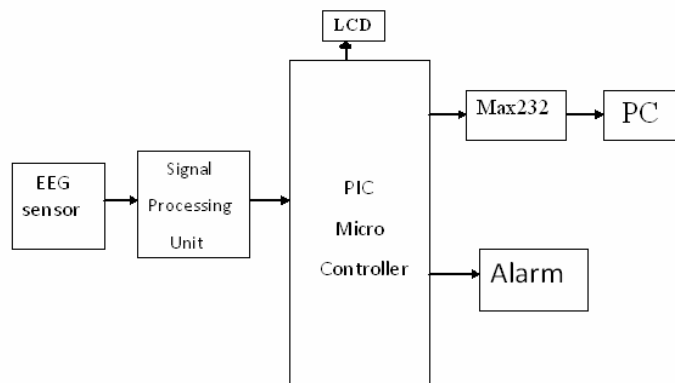 LCD
Max232
PC
EEG
sensor
Signal
Processing
Unit
PIC
Micro
Controller
Alarm